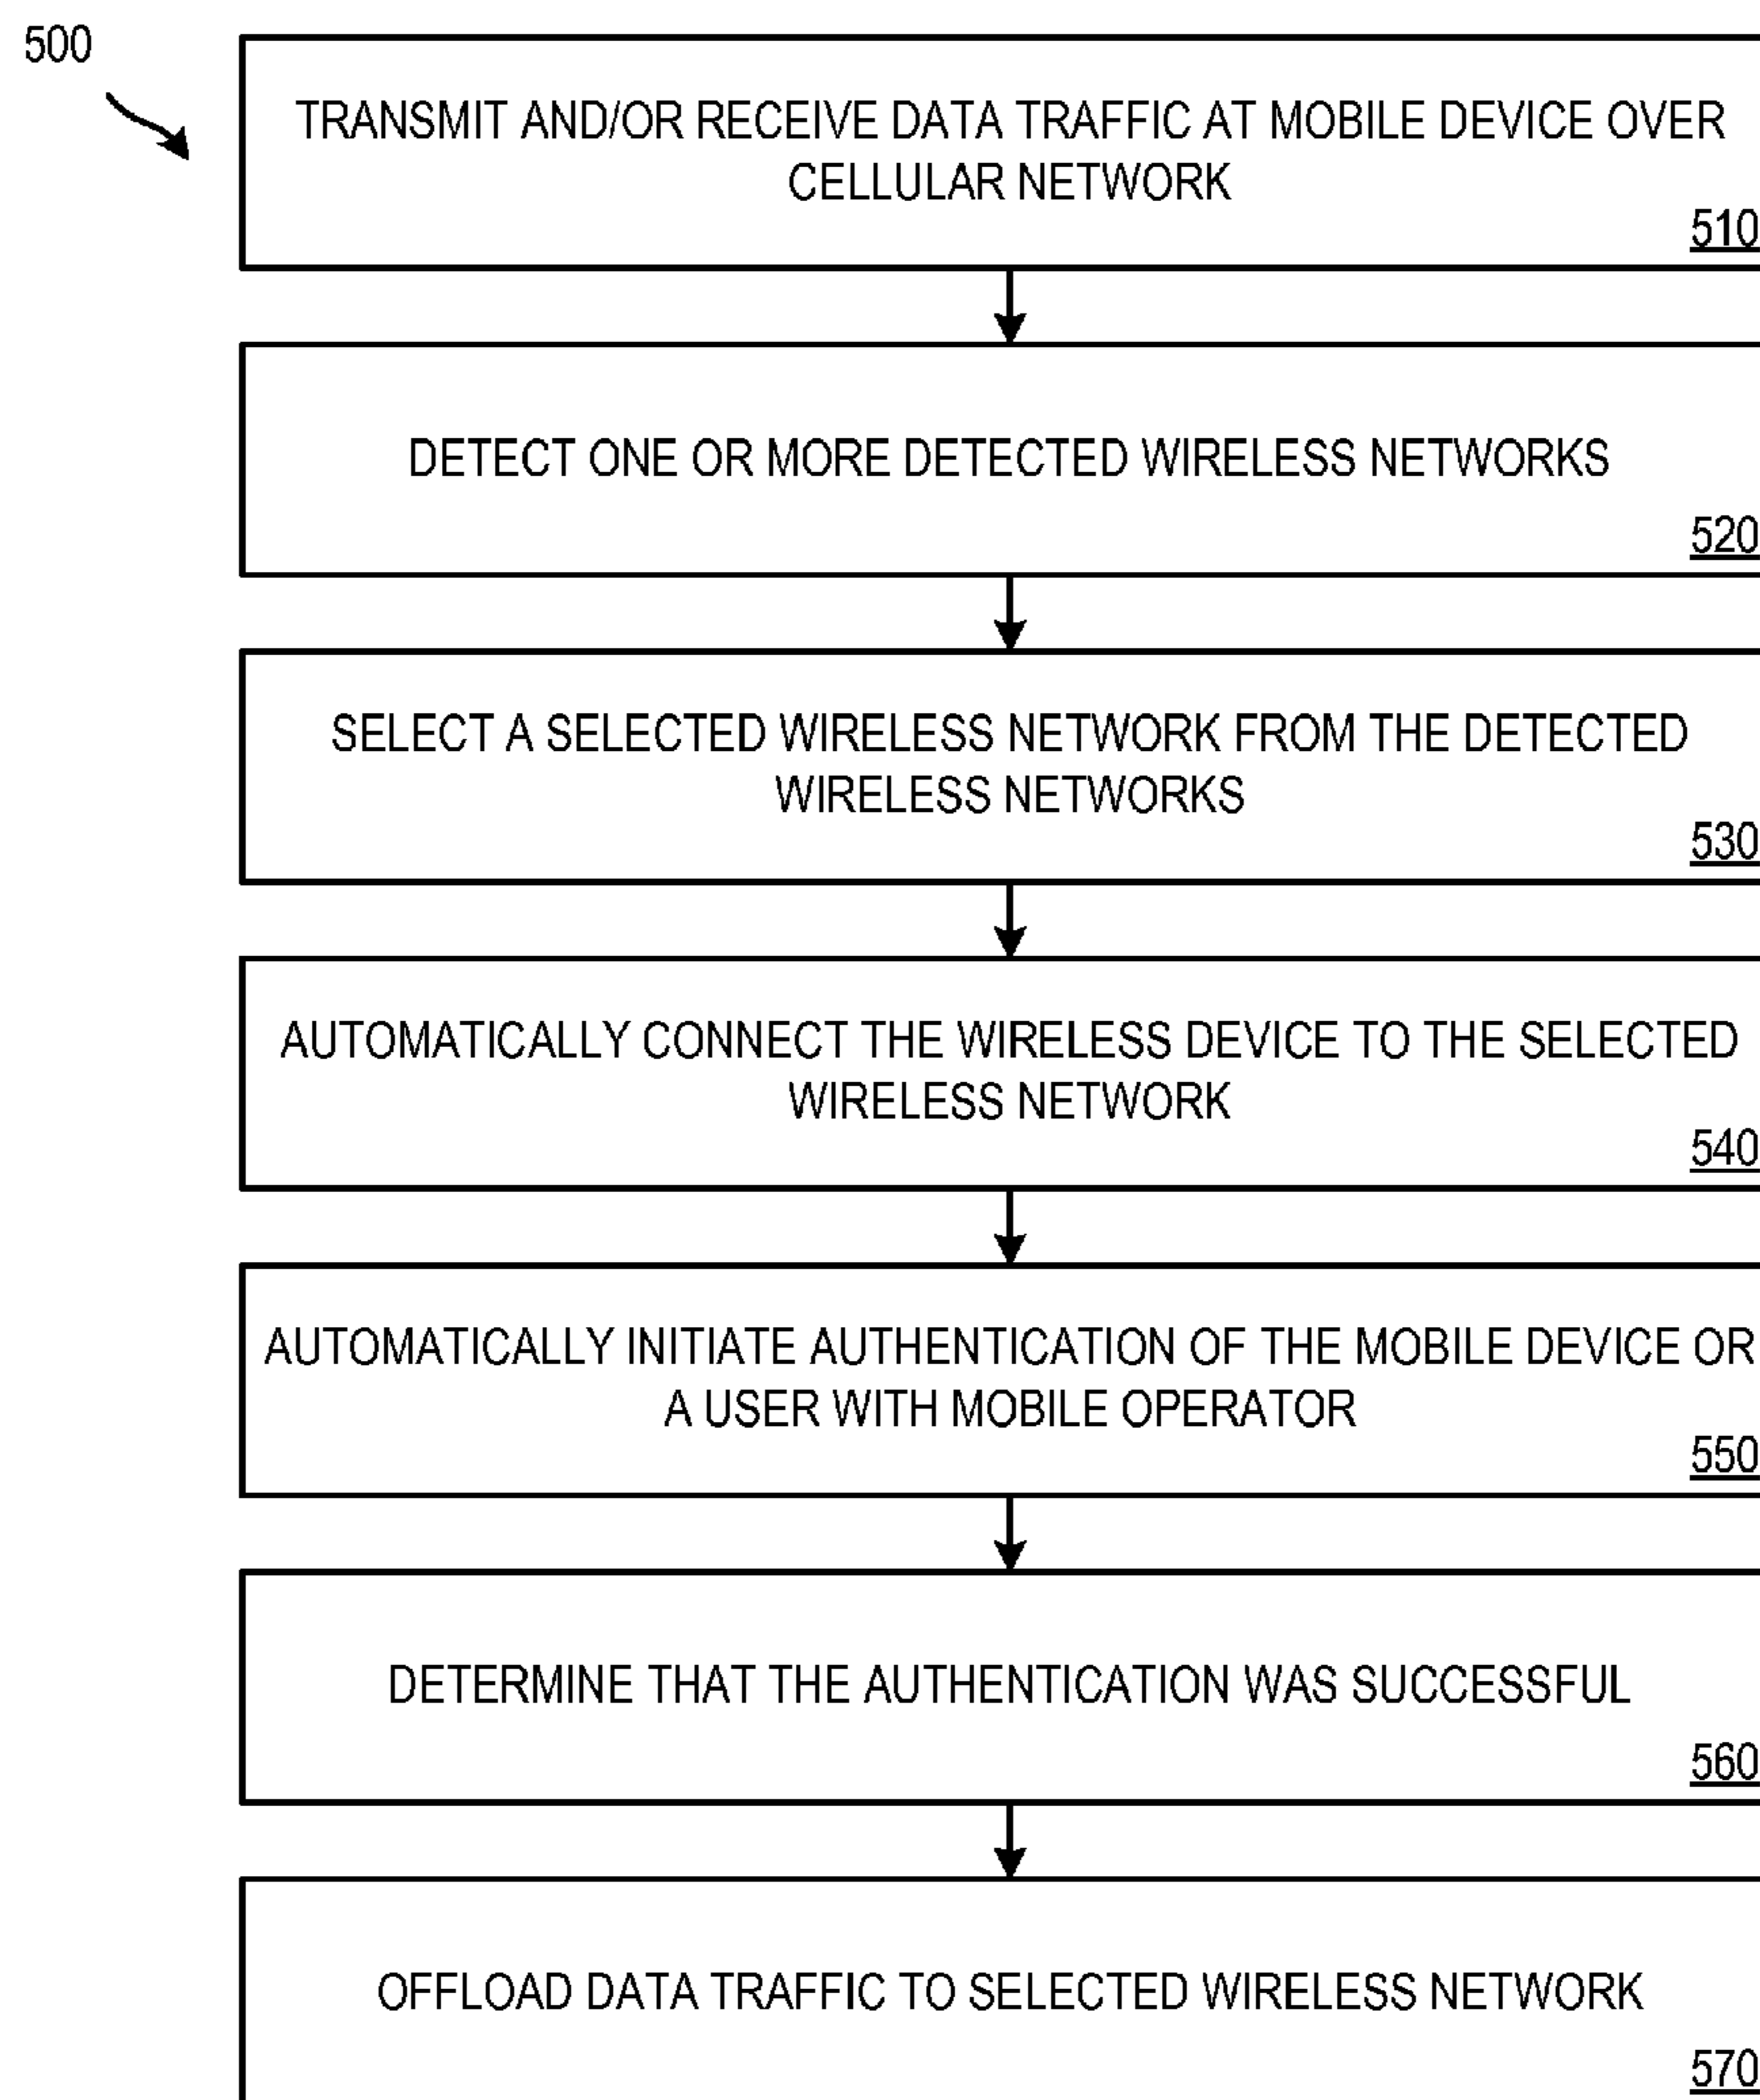 500
TRANSMIT AND/OR RECEIVE DATA TRAFFIC AT MOBILE DEVICE OVER
CELLULAR NETWORK
510
DETECT ONE OR MORE DETECTED WIRELESS NETWORKS
520
SELECT A SELECTED WIRELESS NETWORK FROM THE DETECTED
WIRELESS NETWORKS
530
AUTOMATICALLY CONNECT THE WIRELESS DEVICE TO THE SELECTED
WIRELESS NETWORK
540
AUTOMATICALLY INITIATE AUTHENTICATION OF THE MOBILE DEVICE OR
A USER WITH MOBILE OPERATOR
550
DETERMINE THAT THE AUTHENTICATION WAS SUCCESSFUL
560
OFFLOAD DATA TRAFFIC TO SELECTED WIRELESS NETWORK
570